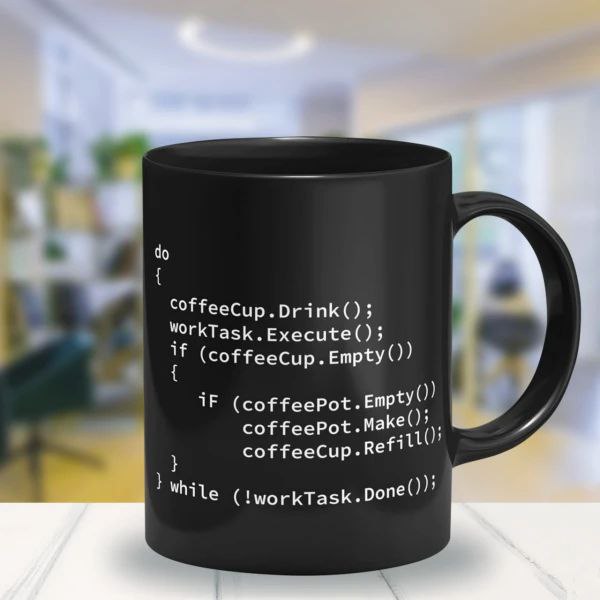 do
{
coffeeCup.Drink();
workTask.Execute();
if (coffeeCup.Empty())
{
iF (coffeePot.Empty())
coffeePot.Make();
coffeeCup.Refill();
}
} while (!workTask.Done());